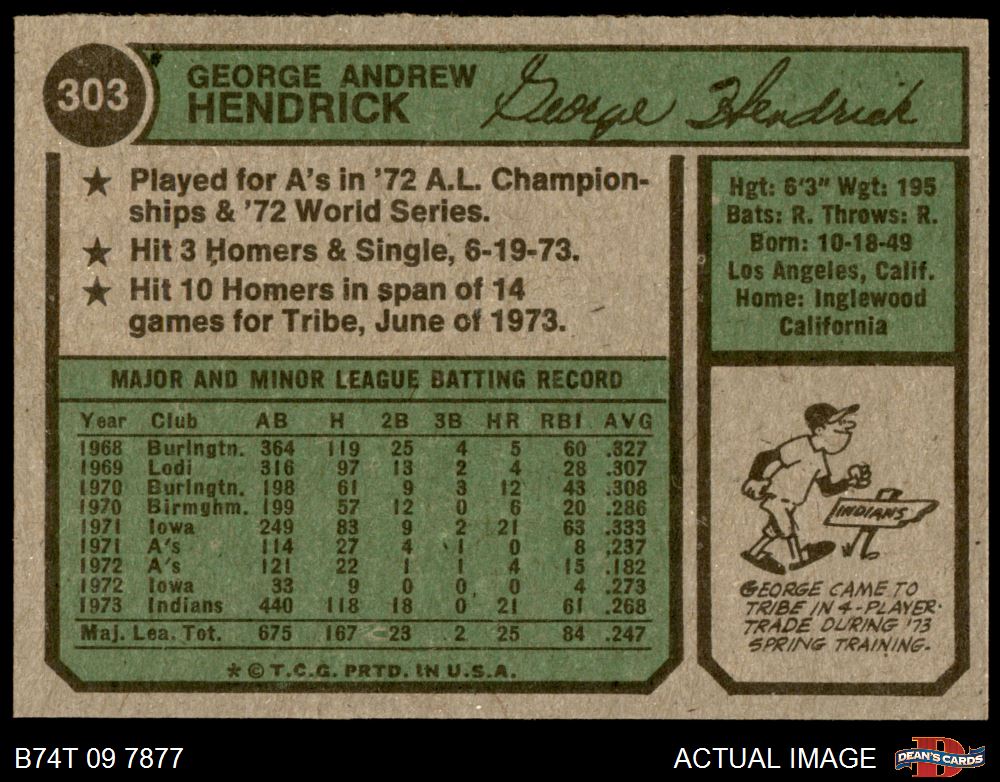 303
GEORGE ANDREW
HENDRICK
George Hendrick
★ Played for A's in '72 A.L. Champion-
ships & '72 World Series.
★ Hit 3 Homers & Single, 6-19-73.
★ Hit 10 Homers in span of 14
games for Tribe, June of 1973.
Hgt: 6'3" Wgt: 195
Bats: R. Throws: R.
Born: 10-18-49
Los Angeles, Calif.
Home: Inglewood
California
MAJOR AND MINOR LEAGUE BATTING RECORD
Year Club AB H 2B 3B HR RBI AVG
1968 Burlngtn. 364 119 25 4 5 60 .327
1969 Lodi 316 97 13 2 4 28 .307
1970 Burlngtn. 198 61 9 3 12 43 .308
1970 Birmghm. 199 57 12 0 6 20 .286
1971 Iowa 249 83 9 2 21 63 .333
1971 A's 114 27 4 1 0 8 .237
1972 A's 121 22 1 1 4 15 .182
1972 Iowa 33 9 0 0 0 4 .273
1973 Indians 440 118 18 0 21 61 .268
Maj. Lea. Tot. 675 167 23 2 25 84 .247
* © T.C.G. PRTD. IN U.S.A.
INDIANS
GEORGE CAME TO
TRIBE IN 4-PLAYER
TRADE DURING '73
SPRING TRAINING.
B74T 09 7877
ACTUAL IMAGE
D
DEAN'S CARDS